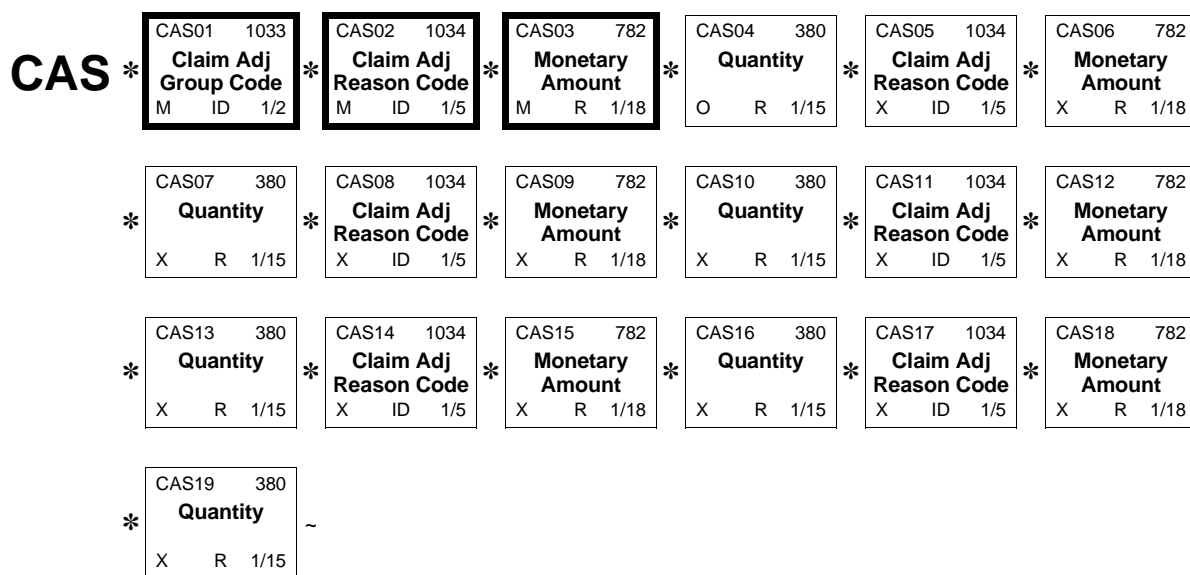 CAS * CAS01 1033 * CAS02 1034 * CAS03 782 * CAS04 380 * CAS05 1034 * CAS06 782
Claim Adj Claim Adj Monetary Quantity Claim Adj Monetary
Group Code Reason Code Amount Reason Code Amount
M ID 1/2 M ID 1/5 M R 1/18 O R 1/15 X ID 1/5 X R 1/18
* CAS07 380 * CAS08 1034 * CAS09 782 * CAS10 380 * CAS11 1034 * CAS12 782
Quantity Claim Adj Monetary Quantity Claim Adj Monetary
Reason Code Amount Reason Code Amount
X R 1/15 X ID 1/5 X R 1/18 X R 1/15 X ID 1/5 X R 1/18
* CAS13 380 * CAS14 1034 * CAS15 782 * CAS16 380 * CAS17 1034 * CAS18 782
Quantity Claim Adj Monetary Quantity Claim Adj Monetary
Reason Code Amount Reason Code Amount
X R 1/15 X ID 1/5 X R 1/18 X R 1/15 X ID 1/5 X R 1/18
* CAS19 380 ~
Quantity
X R 1/15